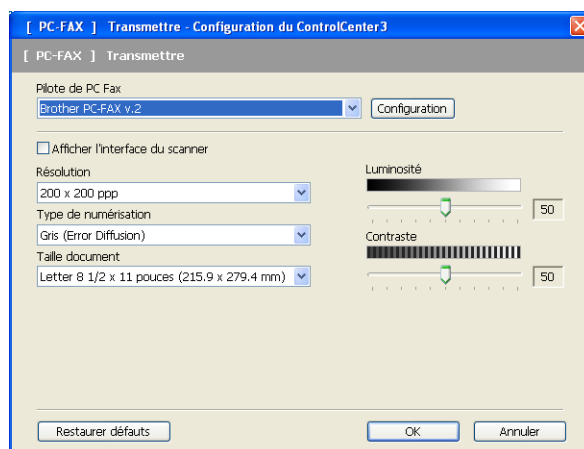 [ PC-FAX ] Transmettre - Configuration du ControlCenter3
[ PC-FAX ] Transmettre
Pilote de PC Fax
Brother PC-FAX v.2
Configuration
Afficher l'interface du scanner
Résolution
200 x 200 ppp
Type de numérisation
Gris (Error Diffusion)
Taille document
Letter 8 1/2 x 11 pouces (215.9 x 279.4 mm)
Luminosité
50
Contraste
50
Restaurer défauts
OK
Annuler